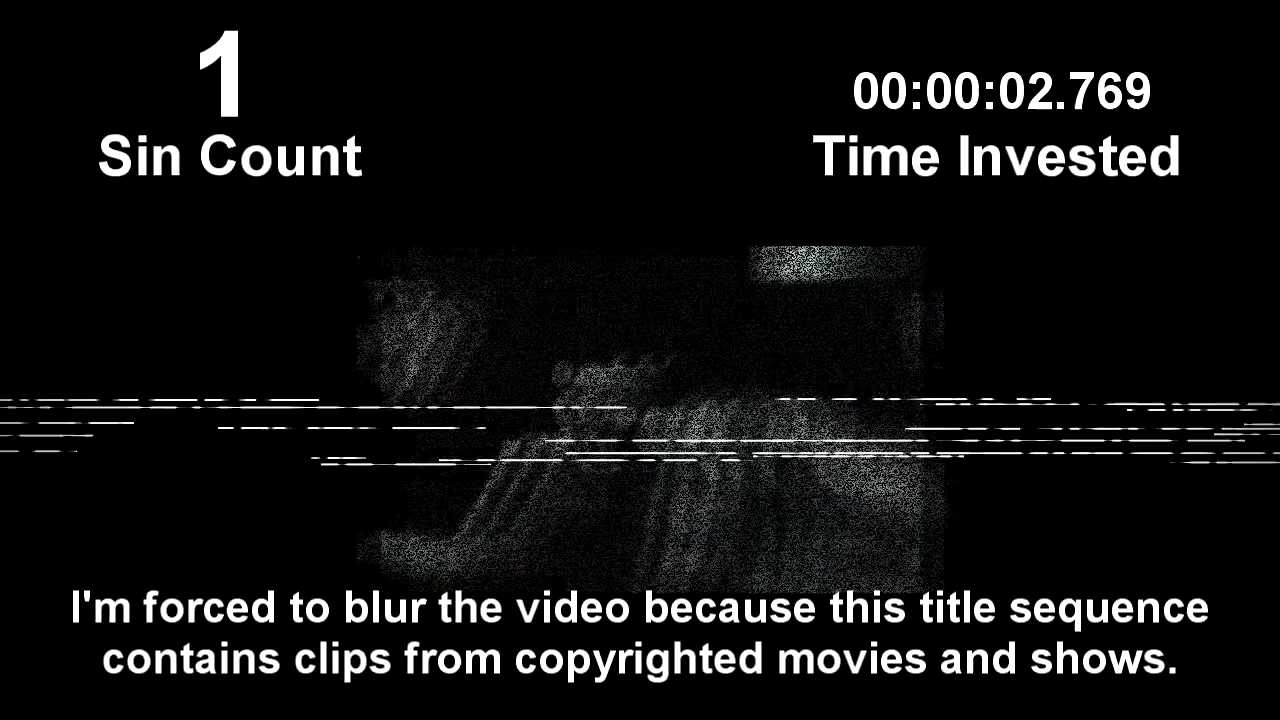 1
Sin Count
00:00:02.769
Time Invested
I'm forced to blur the video because this title sequence
contains clips from copyrighted movies and shows.